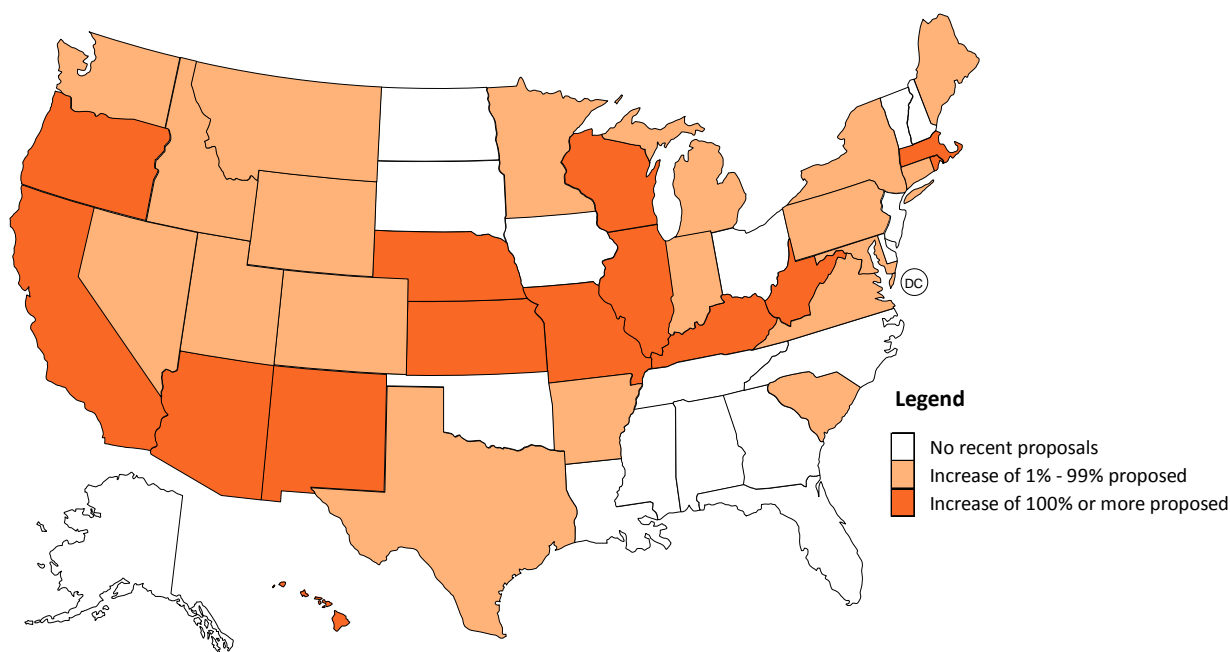 DC
Legend
No recent proposals
Increase of 1% - 99% proposed
Increase of 100% or more proposed